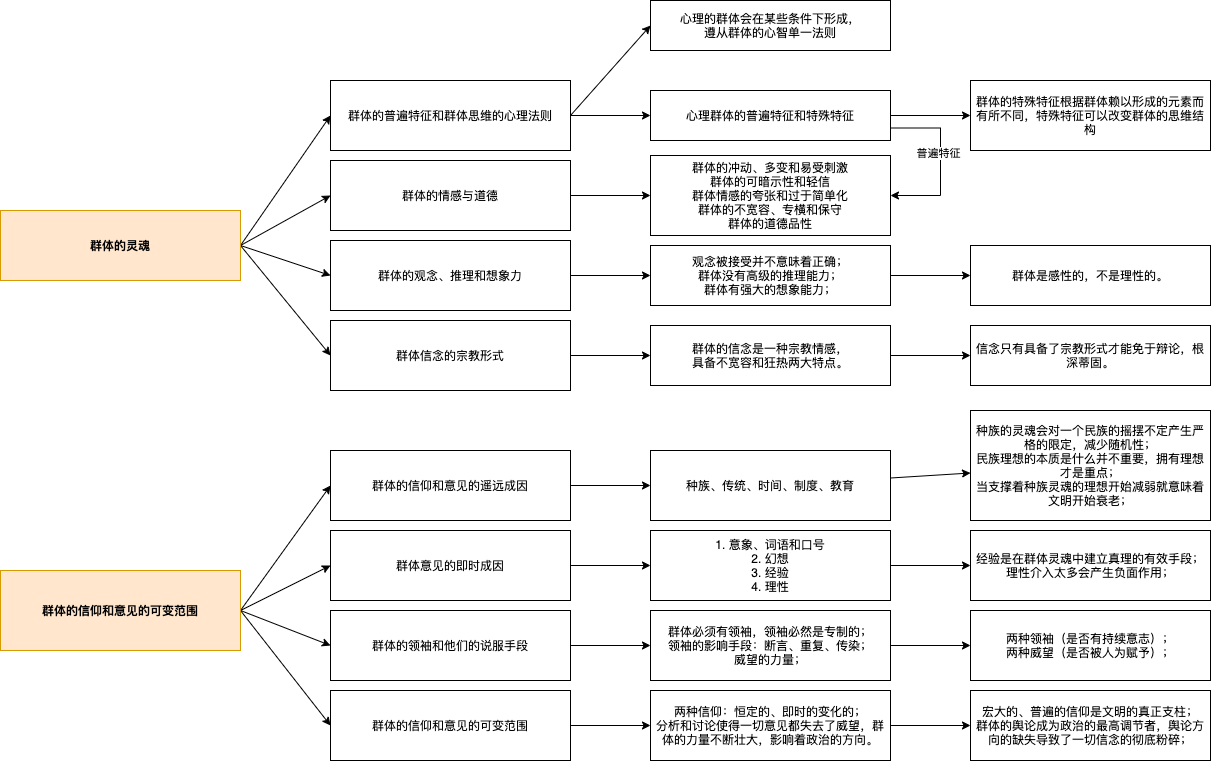 心理的群体会在某些条件下形成，
遵从群体的心智单一法则
群体的普遍特征和群体思维的心理法则
心理群体的普遍特征和特殊特征
群体的特殊特征根据群体赖以形成的元素而
有所不同，特殊特征可以改变群体的思维结
构
普遍特征
群体的灵魂
群体的情感与道德
群体的冲动、多变和易受刺激
群体的可暗示性和轻信
群体情感的夸张和过于简单化
群体的不宽容、专横和保守
群体的道德品性
群体的观念、推理和想象力
观念被接受并不意味着正确；
群体没有高级的推理能力；
群体有强大的想象能力；
群体是感性的，不是理性的。
群体信念的宗教形式
群体的信念是一种宗教情感，
具备不宽容和狂热两大特点。
信念只有具备了宗教形式才能免于辩论，根
深蒂固。
群体的信仰和意见的遥远成因
种族、传统、时间、制度、教育
种族的灵魂会对一个民族的摇摆不定产生严
格的限定，减少随机性；
民族理想的本质是什么并不重要，拥有理想
才是重点；
当支撑着种族灵魂的理想开始减弱就意味着
文明开始衰老；
群体的信仰和意见的可变范围
群体意见的即时成因
1. 意象、词语和口号
2. 幻想
3. 经验
4. 理性
经验是在群体灵魂中建立真理的有效手段；
理性介入太多会产生负面作用；
群体的领袖和他们的说服手段
群体必须有领袖，领袖必然是专制的；
领袖的影响手段：断言、重复、传染；
威望的力量；
两种领袖（是否有持续意志）；
两种威望（是否被人为赋予）；
群体的信仰和意见的可变范围
两种信仰：恒定的、即时的变化的；
分析和讨论使得一切意见都失去了威望，群
体的力量不断壮大，影响着政治的方向。
宏大的、普遍的信仰是文明的真正支柱；
群体的舆论成为政治的最高调节者，舆论方
向的缺失导致了一切信念的彻底粉碎；